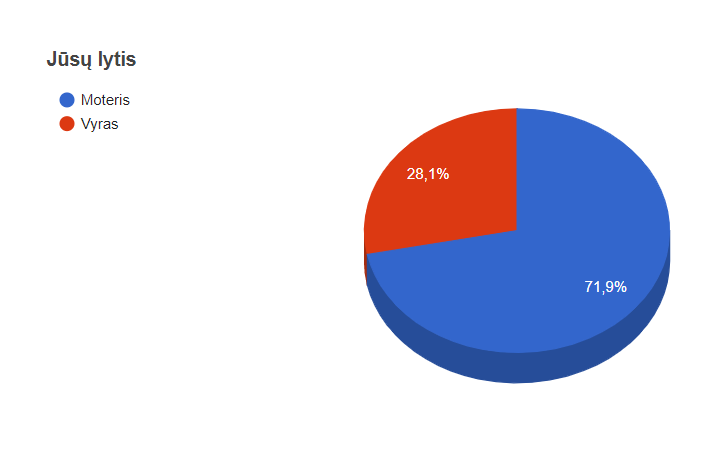 Jūsų lytis
Moteris
Vyras
28,1%
71,9%